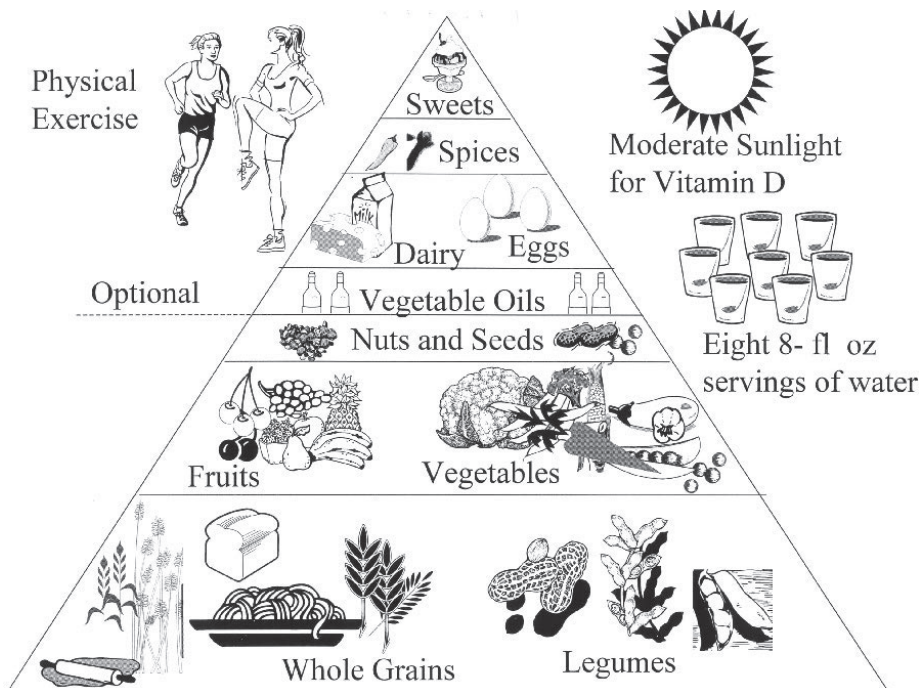 Physical
Exercise
Sweets
Spices
Moderate Sunlight
for Vitamin D
MILK
Dairy
Eggs
Optional
Vegetable Oils
Nuts and Seeds
Eight 8- fl oz
servings of water
Fruits
Vegetables
Whole Grains
Legumes